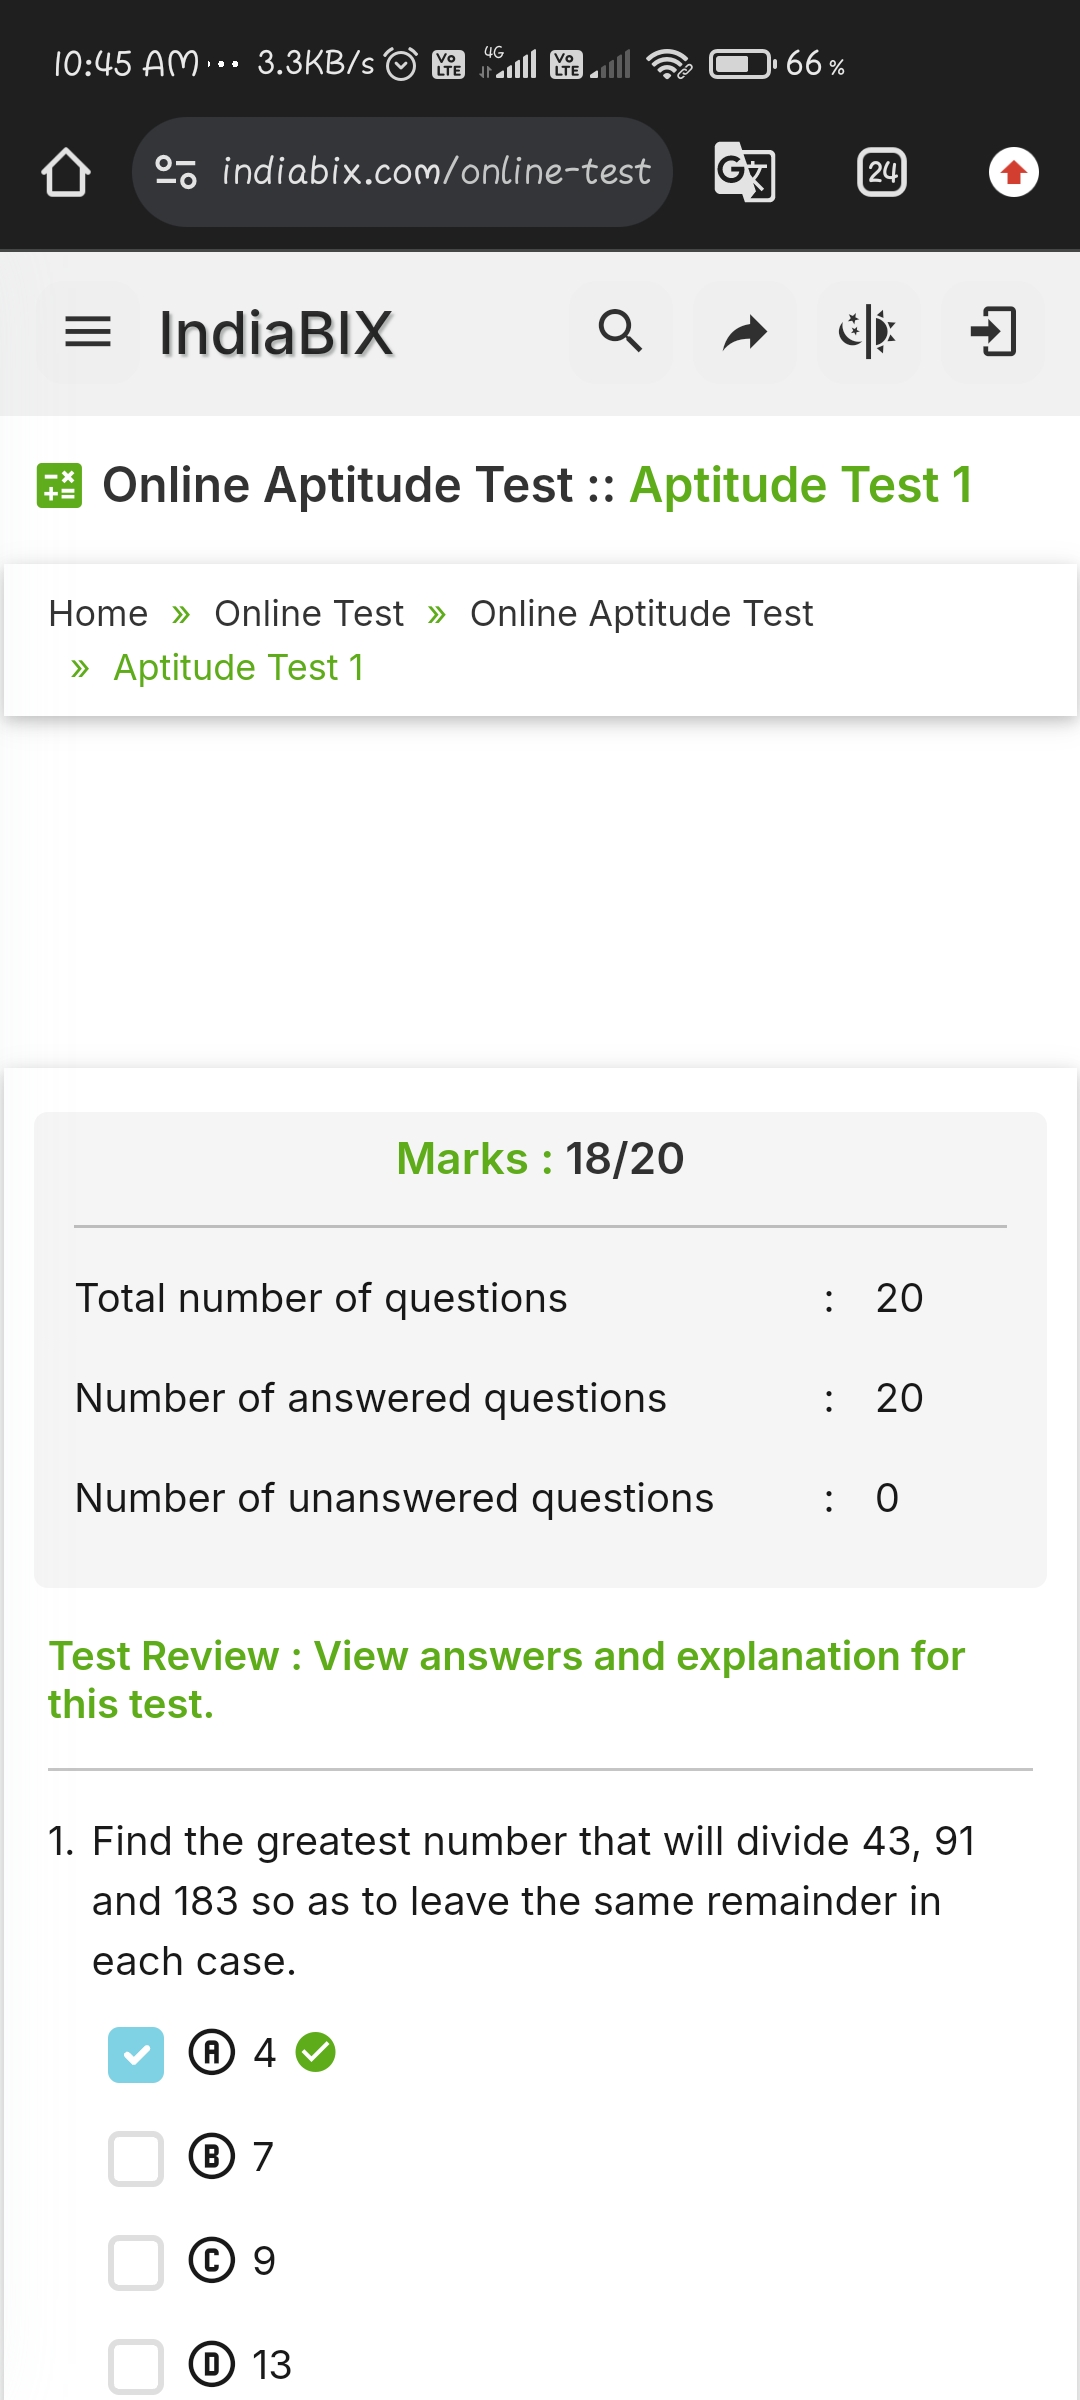 10:45 AM ... 3.3KB/s Vo LTE 4G Vo LTE 66 %
indiabix.com/online-test 24
IndiaBIX
Online Aptitude Test :: Aptitude Test 1
Home » Online Test » Online Aptitude Test
» Aptitude Test 1
Marks : 18/20
Total number of questions : 20
Number of answered questions : 20
Number of unanswered questions : 0
Test Review : View answers and explanation for
this test.
1. Find the greatest number that will divide 43, 91
and 183 so as to leave the same remainder in
each case.
A 4
B 7
C 9
D 13